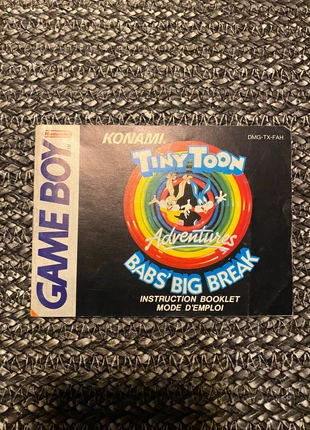 GAME BOY
KONAMI
DMG-TX-FAH
TINY TOON
Adventures
BABS' BIG BREAK
INSTRUCTION BOOKLET
MODE D'EMPLOI